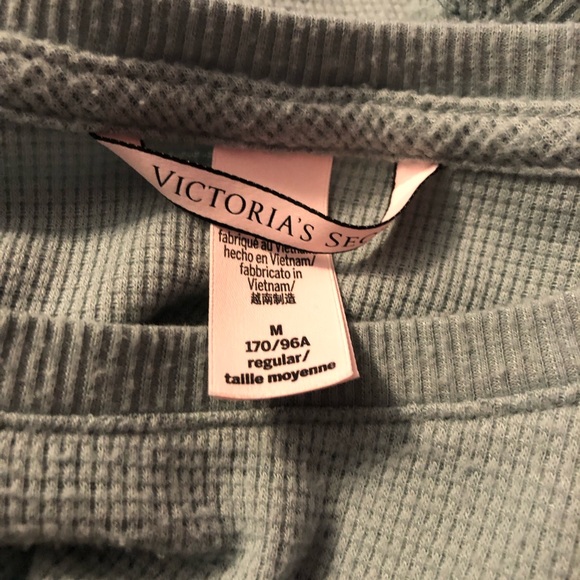 VICTORIA'S SEC
fabriqué au Vietnam/
hecho en Vietnam/
fabbricato in
Vietnam/
越南制造
M
170/96A
regular/
taille moyenne